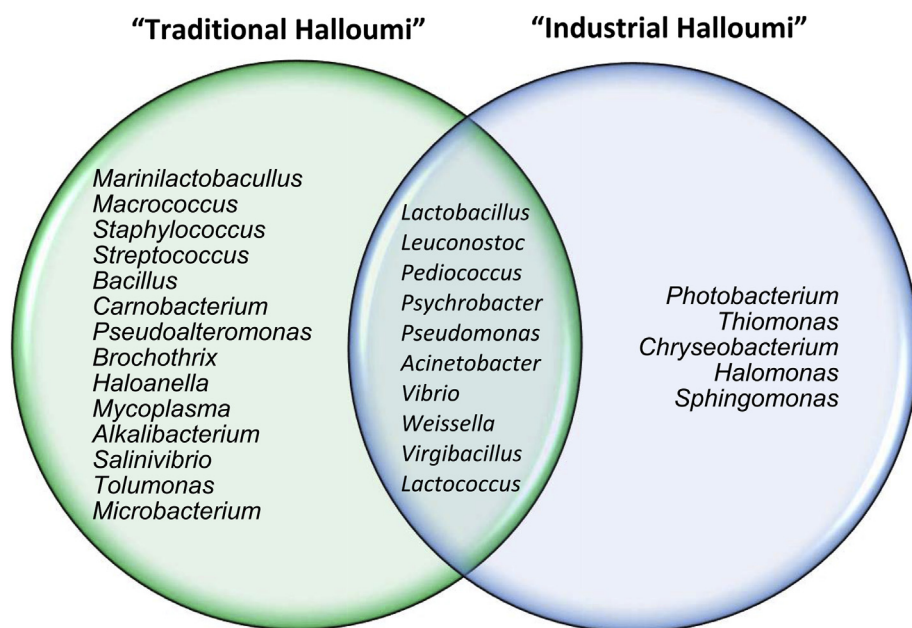 “Traditional Halloumi”
“Industrial Halloumi”
Marinilactobacullus
Macrococcus
Staphylococcus
Streptococcus
Bacillus
Carnobacterium
Pseudoalteromonas
Brochothrix
Haloanella
Mycoplasma
Alkalibacterium
Salinivibrio
Tolumonas
Microbacterium
Lactobacillus
Leuconostoc
Pediococcus
Psychrobacter
Pseudomonas
Acinetobacter
Vibrio
Weissella
Virgibacillus
Lactococcus
Photobacterium
Thiomonas
Chryseobacterium
Halomonas
Sphingomonas